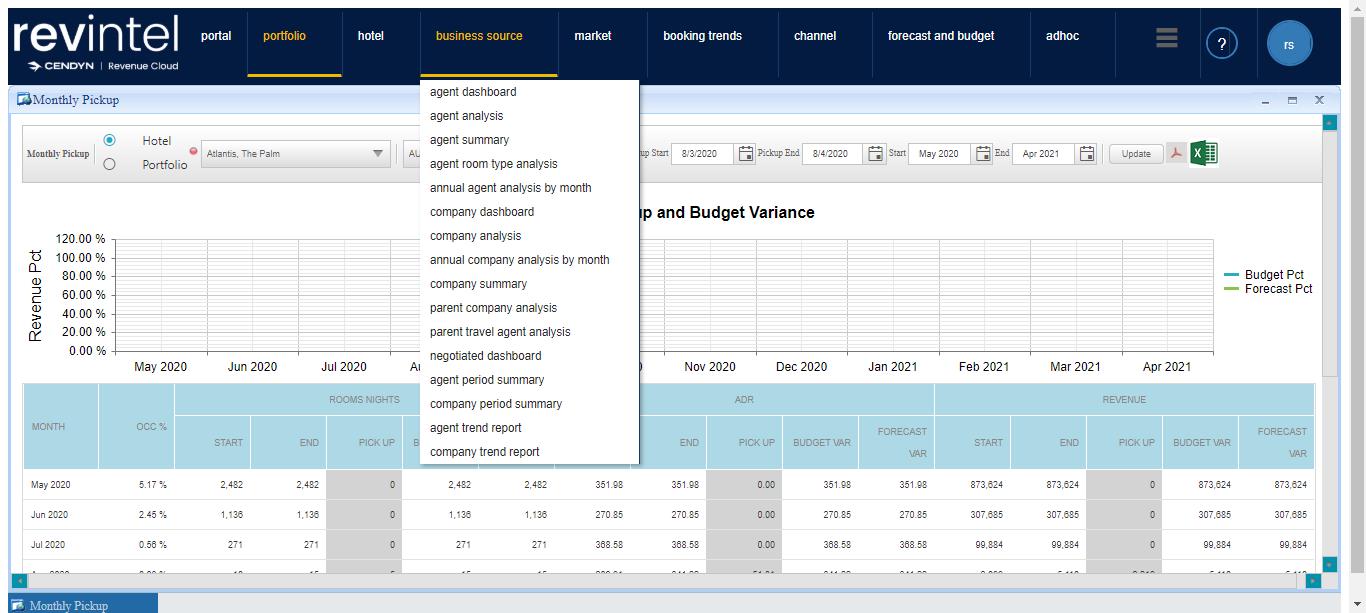 revintel
CENDYN | Revenue Cloud
portal portfolio hotel business source market booking trends channel forecast and budget adhoc ? rs
Monthly Pickup
Monthly Pickup Hotel Portfolio Atlantis, The Palm AU up Start 8/3/2020 Pickup End 8/4/2020 Start May 2020 End Apr 2021 Update
agent dashboard
agent analysis
agent summary
agent room type analysis
annual agent analysis by month
company dashboard
company analysis
annual company analysis by month
company summary
parent company analysis
parent travel agent analysis
negotiated dashboard
agent period summary
company period summary
agent trend report
company trend report
up and Budget Variance
Revenue Pct
120.00 %
100.00 %
80.00 %
60.00 %
40.00 %
20.00 %
0.00 %
May 2020 Jun 2020 Jul 2020 Au 0 Nov 2020 Dec 2020 Jan 2021 Feb 2021 Mar 2021 Apr 2021
Budget Pct
Forecast Pct
ROOMS NIGHTS ADR REVENUE
MONTH OCC % START END PICK UP B END PICK UP BUDGET VAR FORECAST VAR START END PICK UP BUDGET VAR FORECAST VAR
May 2020 5.17 % 2,482 2,482 0 2,482 2,482 351.98 351.98 0.00 351.98 351.98 873,624 873,624 0 873,624 873,624
Jun 2020 2.45 % 1,136 1,136 0 1,136 1,136 270.85 270.85 0.00 270.85 270.85 307,685 307,685 0 307,685 307,685
Jul 2020 0.56 % 271 271 0 271 271 368.58 368.58 0.00 368.58 368.58 99,884 99,884 0 99,884 99,884
Monthly Pickup